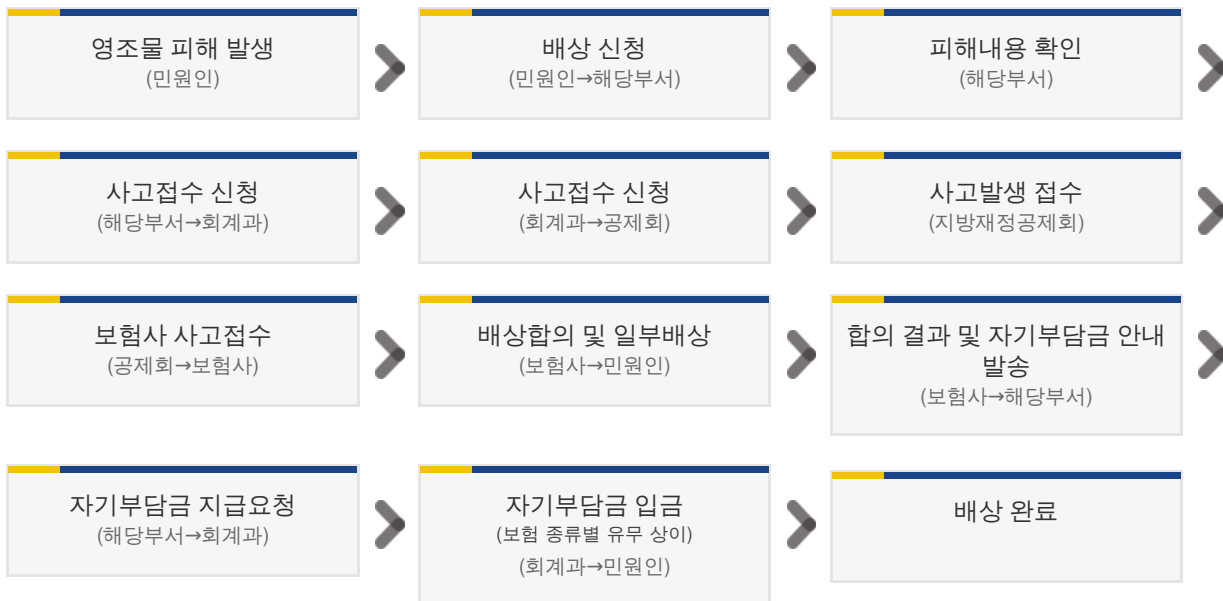 영조물 피해 발생
(민원인)
배상 신청
(민원인→해당부서)
피해내용 확인
(해당부서)
사고접수 신청
(해당부서→회계과)
사고접수 신청
(회계과→공제회)
사고발생 접수
(지방재정공제회)
보험사 사고접수
(공제회→보험사)
배상합의 및 일부배상
(보험사→민원인)
합의 결과 및 자기부담금 안내
발송
(보험사→해당부서)
자기부담금 지급요청
(해당부서→회계과)
자기부담금 입금
(보험 종류별 유무 상이)
(회계과→민원인)
배상 완료